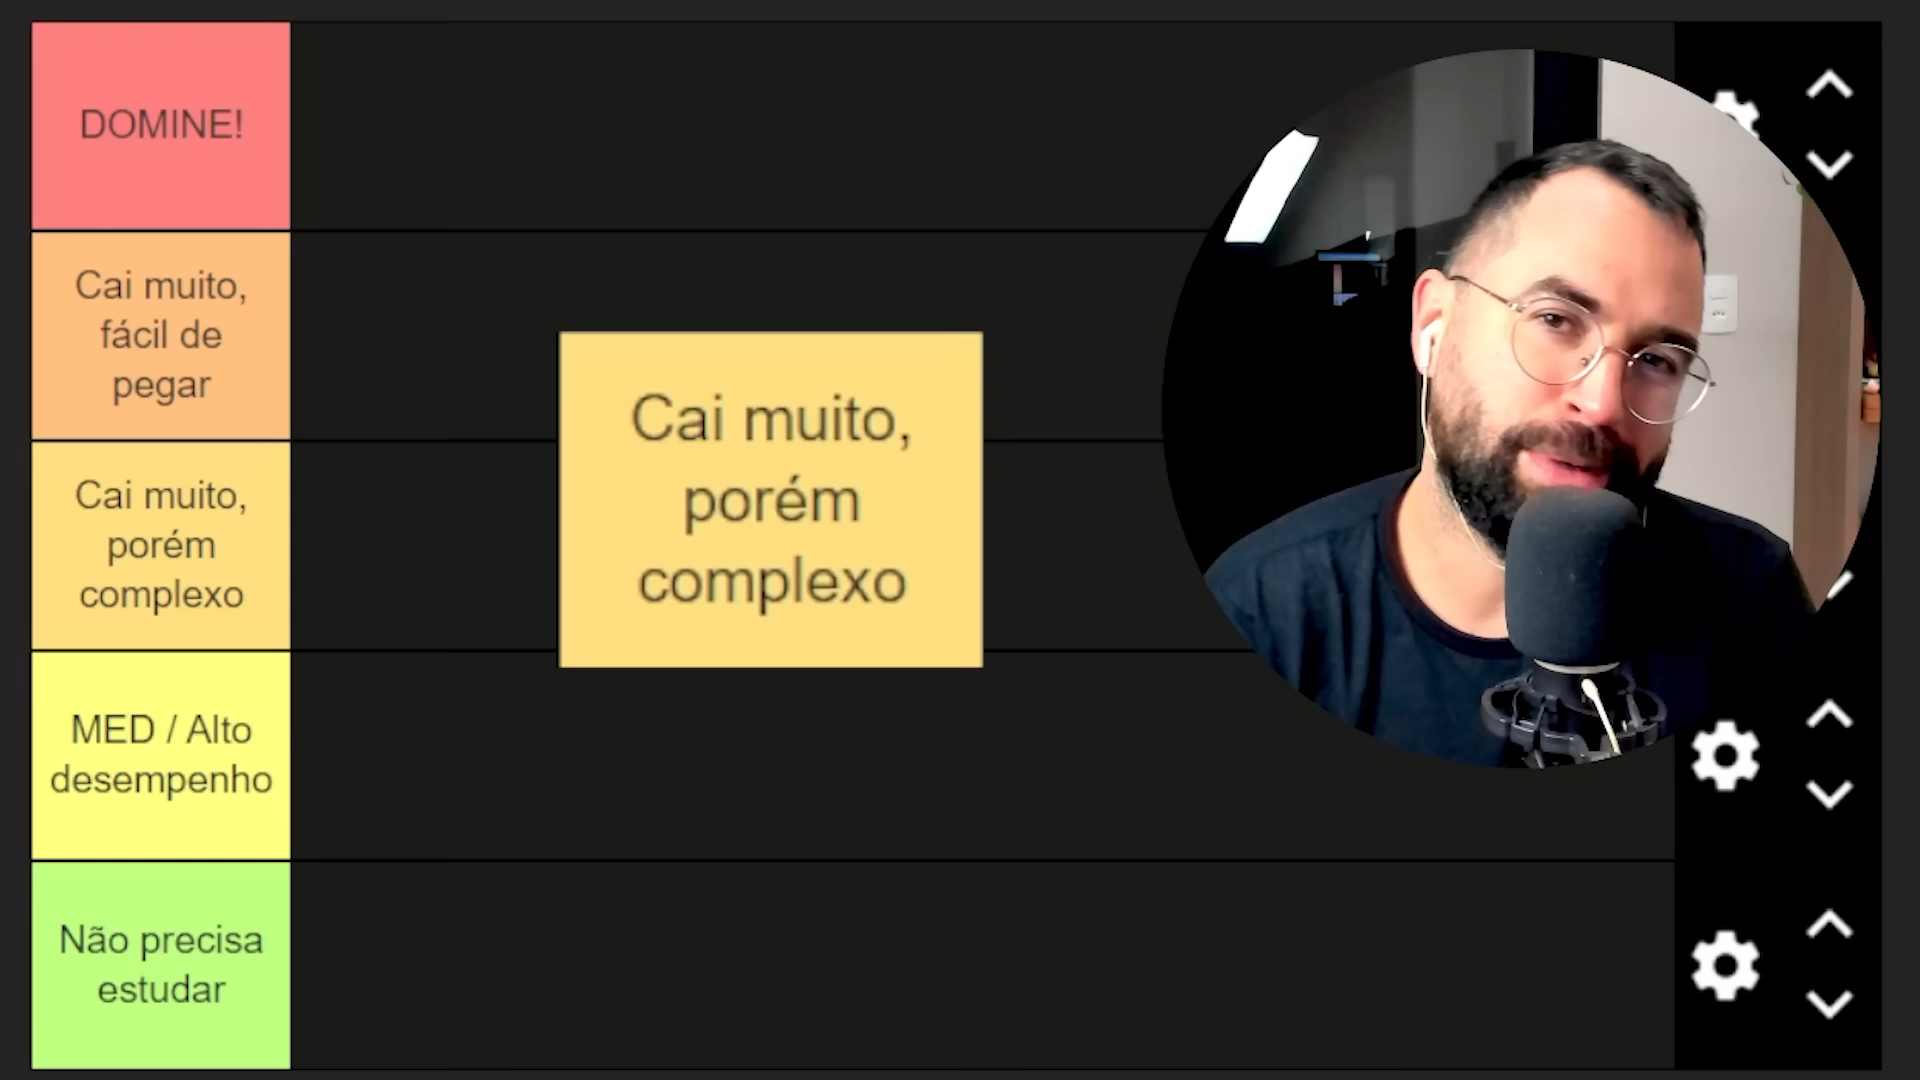 DOMINE!
Cai muito,
fácil de
pegar
Cai muito,
porém
complexo
MED / Alto
desempenho
Não precisa
estudar
Cai muito,
porém
complexo